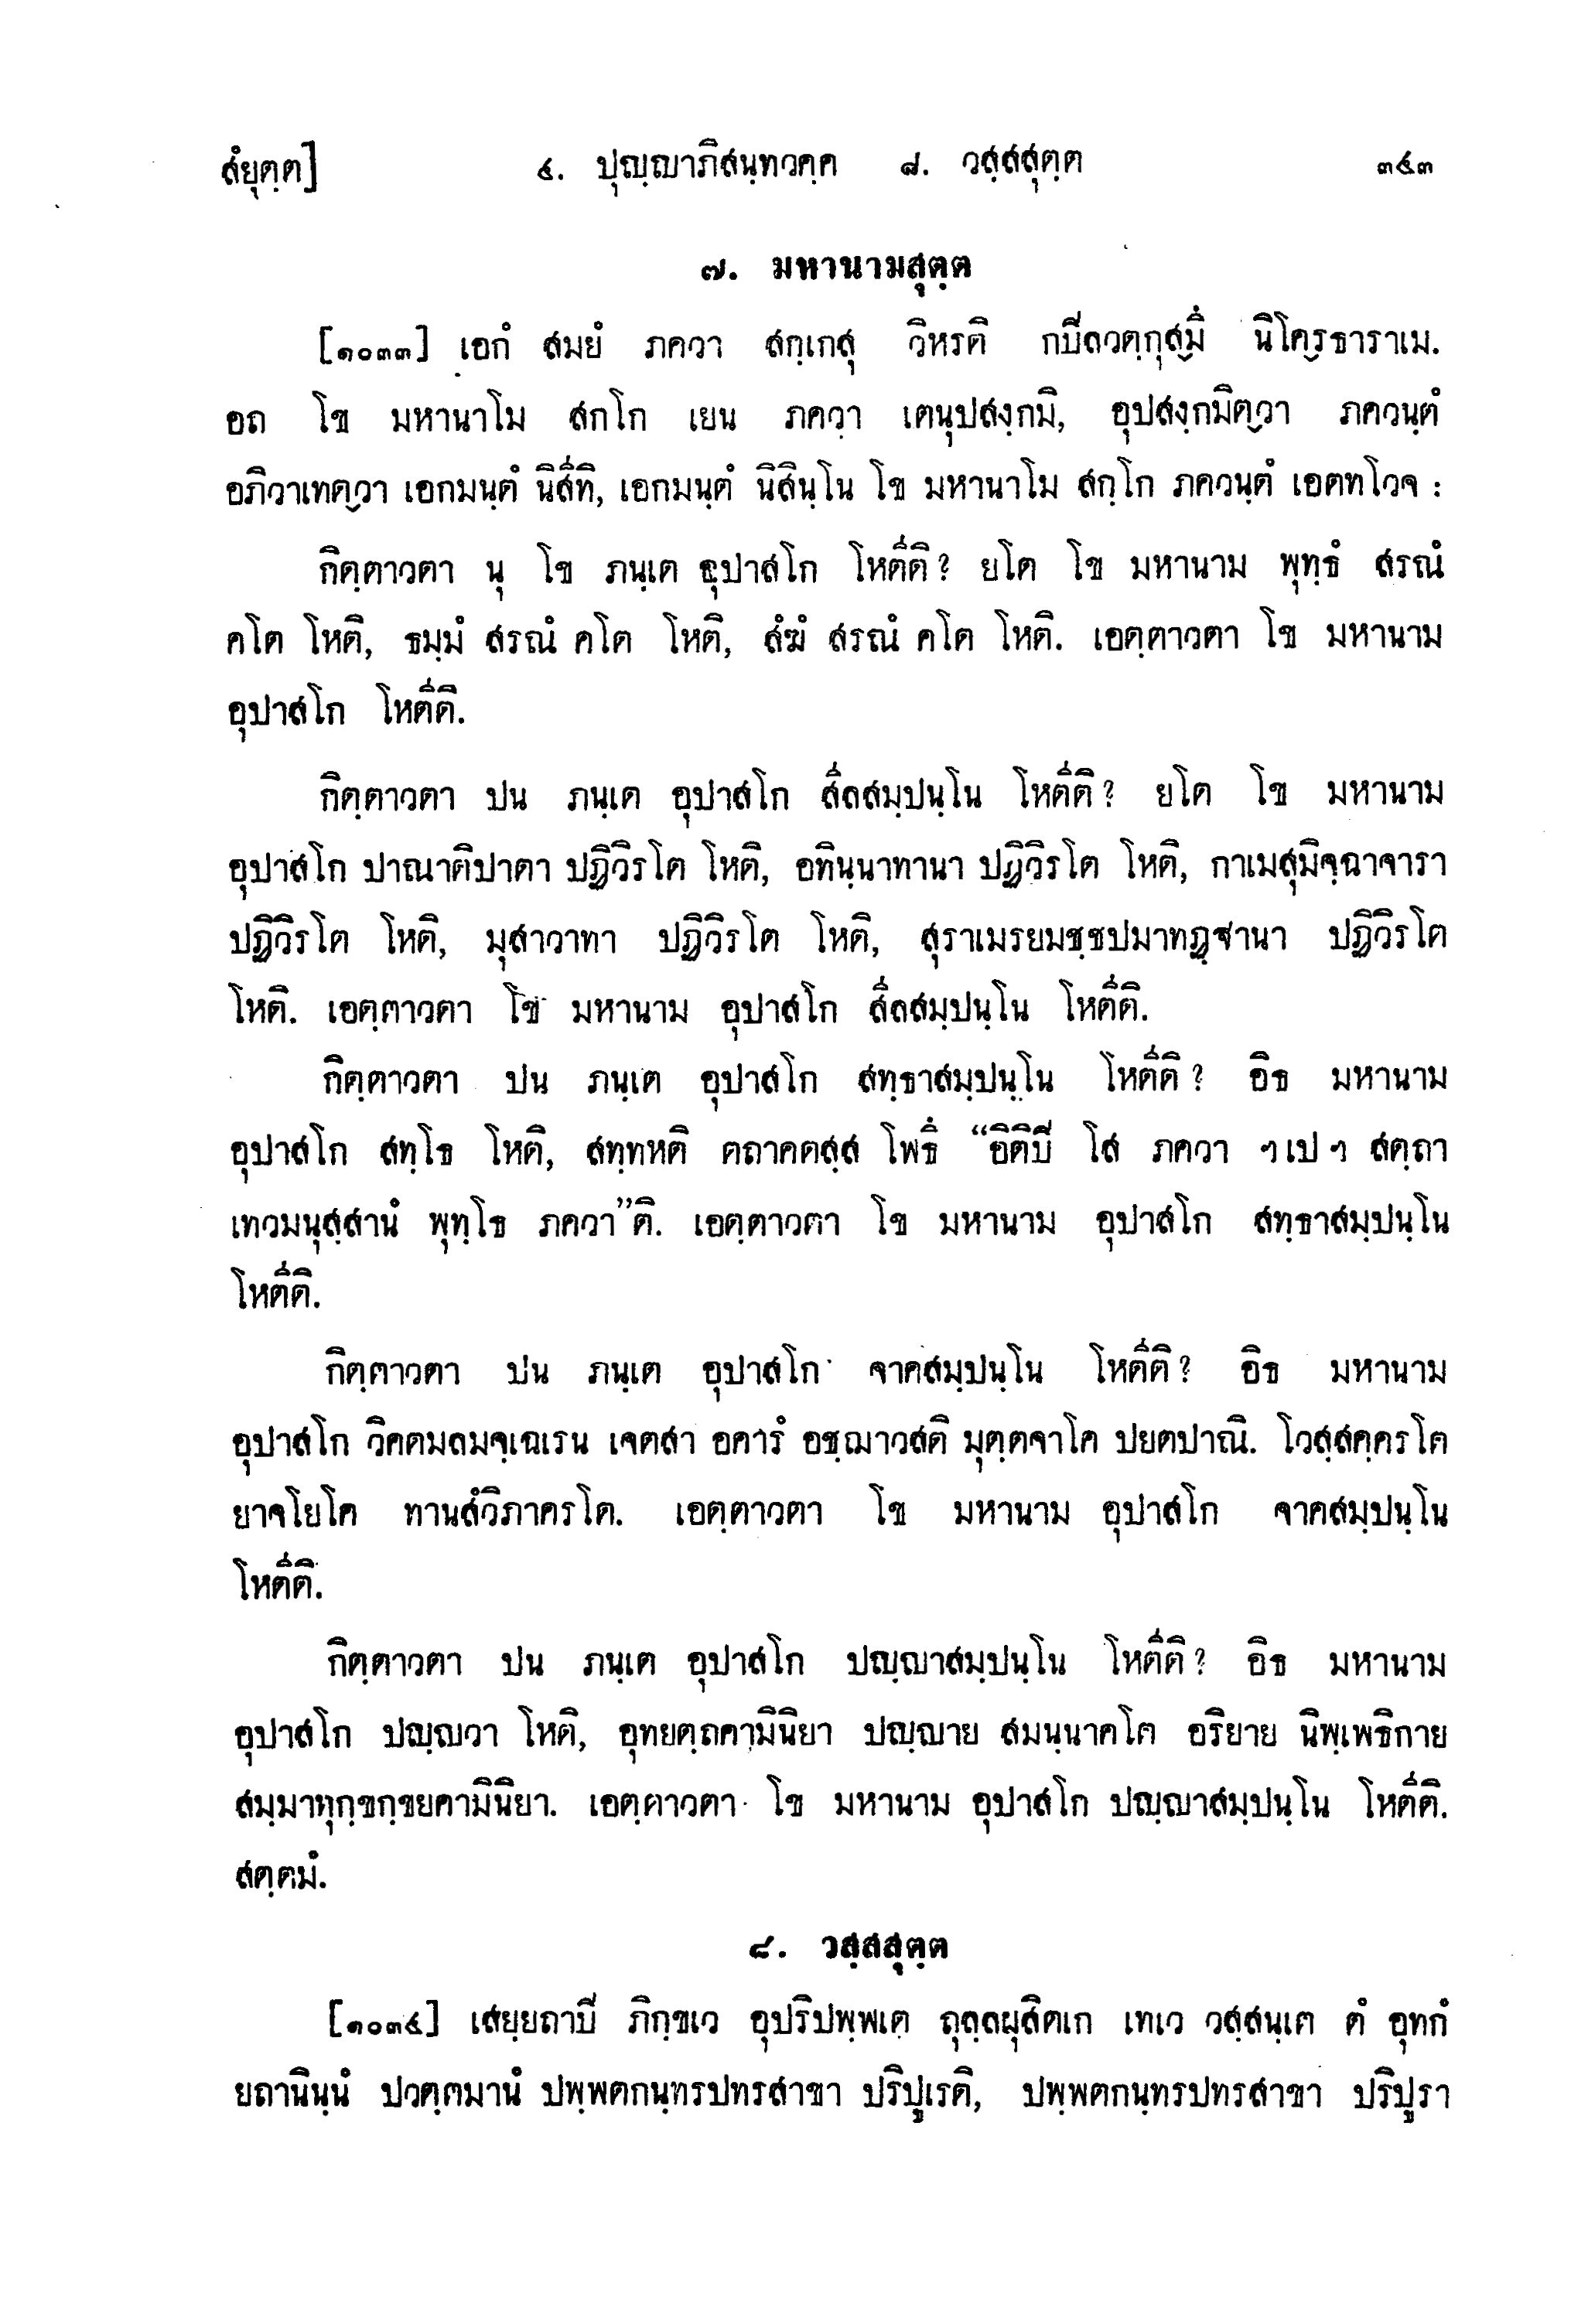 สํยุตฺต]	๔. ปุญฺญาภิสนฺทวคฺค ๘. วสฺสสุตฺต	๓๔๓
๗. มหานามสุตฺต
[๑๐๓๓] เอกํ สมยํ ภควา สกฺเกสุ วิหรติ กปิลวตฺถุสฺมึ นิโคฺรธาราเม.
อถ โข มหานาโม สกโก เยน ภควา เตนุปสงฺกมิ, อุปสงฺกมิตฺวา ภควนฺตํ
อภิวาเทตฺวา เอกมนฺตํ นิสีทิ, เอกมนฺตํ นิสินฺโน โข มหานาโม สกฺโก ภควนฺตํ เอตทโวจ :
กิตฺตาวตา นุ โข ภนฺเต อุปาสโก โหตีติ? ยโต โข มหานาม พุทฺธํ สรณํ
คโต โหติ, ธมฺมํ สรณํ คโต โหติ, สํฆํ สรณํ คโต โหติ. เอตฺตาวตา โข มหานาม
อุปาสโก โหตีติ.
กิตฺตาวตา ปน ภนฺเต อุปาสโก สีลสมฺปนฺโน โหตีติ? ยโต โข มหานาม
อุปาสโก ปาณาติปาตา ปฏิวิรโต โหติ, อทินฺนาทานา ปฏิวิรโต โหติ, กาเมสุมิจฺฉาจารา
ปฏิวิรโต โหติ, มุสาวาทา ปฏิวิรโต โหติ, สุราเมรยมชฺชปมาทฏฺฐานา ปฏิวิรโต
โหติ. เอตฺตาวตา โข มหานาม อุปาสโก สีลสมฺปนฺโน โหตีติ.
กิตฺตาวตา ปน ภนฺเต อุปาสโก สทฺธาสมฺปนฺโน โหตีติ? อิธ มหานาม
อุปาสโก สทฺโธ โหติ, สทฺทหติ ตถาคตสฺส โพธึ “อิติปิ โส ภควา ฯเปฯ สตฺถา
เทวมนุสฺสานํ พุทฺโธ ภควา”ติ. เอตฺตาวตา โข มหานาม อุปาสโก สทฺธาสมฺปนฺโน
โหตีติ.
กิตฺตาวตา ปน ภนฺเต อุปาสโก จาคสมฺปนฺโน โหตีติ? อิธ มหานาม
อุปาสโก วิคตมลมจฺเฉเรน เจตสา อคารํ อชฺฌาวสติ มุตฺตจาโค ปยตปาณิ. โวสฺสคฺครโต
ยาจโยโค ทานสํวิภาครโต. เอตฺตาวตา โข มหานาม อุปาสโก จาคสมฺปนฺโน
โหตีติ.
กิตฺตาวตา ปน ภนฺเต อุปาสโก ปญฺญาสมฺปนฺโน โหตีติ? อิธ มหานาม
อุปาสโก ปญฺญวา โหติ, อุทยตฺถคามินิยา ปญฺญาย สมนฺนาคโต อริยาย นิพฺเพธิกาย
สมฺมาทุกฺขกฺขยคามินิยา. เอตฺตาวตา โข มหานาม อุปาสโก ปญฺญาสมฺปนฺโน โหตีติ.
สตฺตมํ.
๘. วสฺสสุตฺต
[๑๐๓๔] เสยฺยถาปิ ภิกฺขเว อุปริปพฺพเต ถุลฺลผุสิตเก เทเว วสฺสนฺเต ตํ อุทกํ
ยถานินฺนํ ปวตฺตมานํ ปพฺพตกนฺทรปทรสาขา ปริปูเรติ, ปพฺพตกนฺทรปทรสาขา ปริปูรา